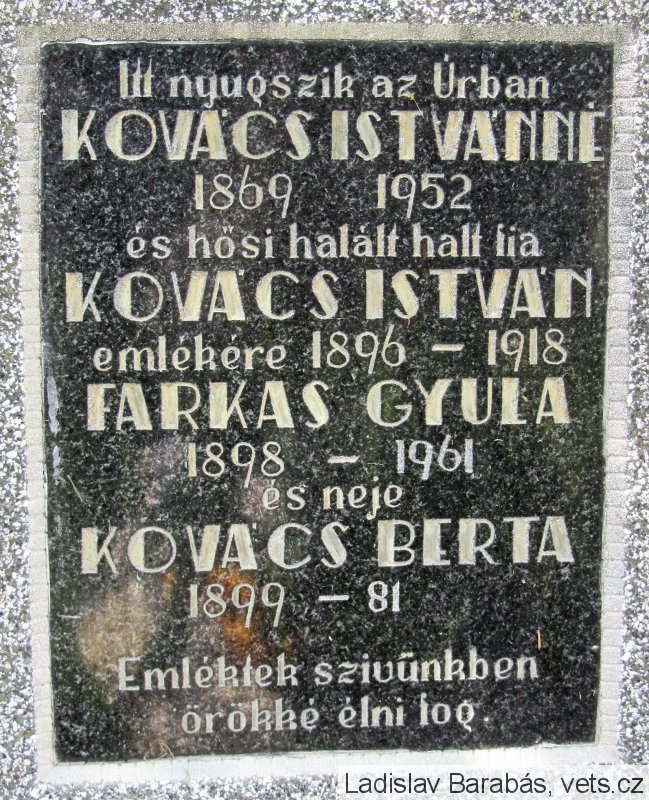 Itt nyugszik az Úrban
KOVÁCS ISTVÁNNÉ
1869 1952
és hősi halált halt fia
KOVÁCS ISTVÁN
emlékére 1896 – 1918
FARKAS GYULA
1898 – 1961
és neje
KOVÁCS BERTA
1899 – 81
Emléktek szivünkben
örökké élni fog.
Ladislav Barabás, vets.cz